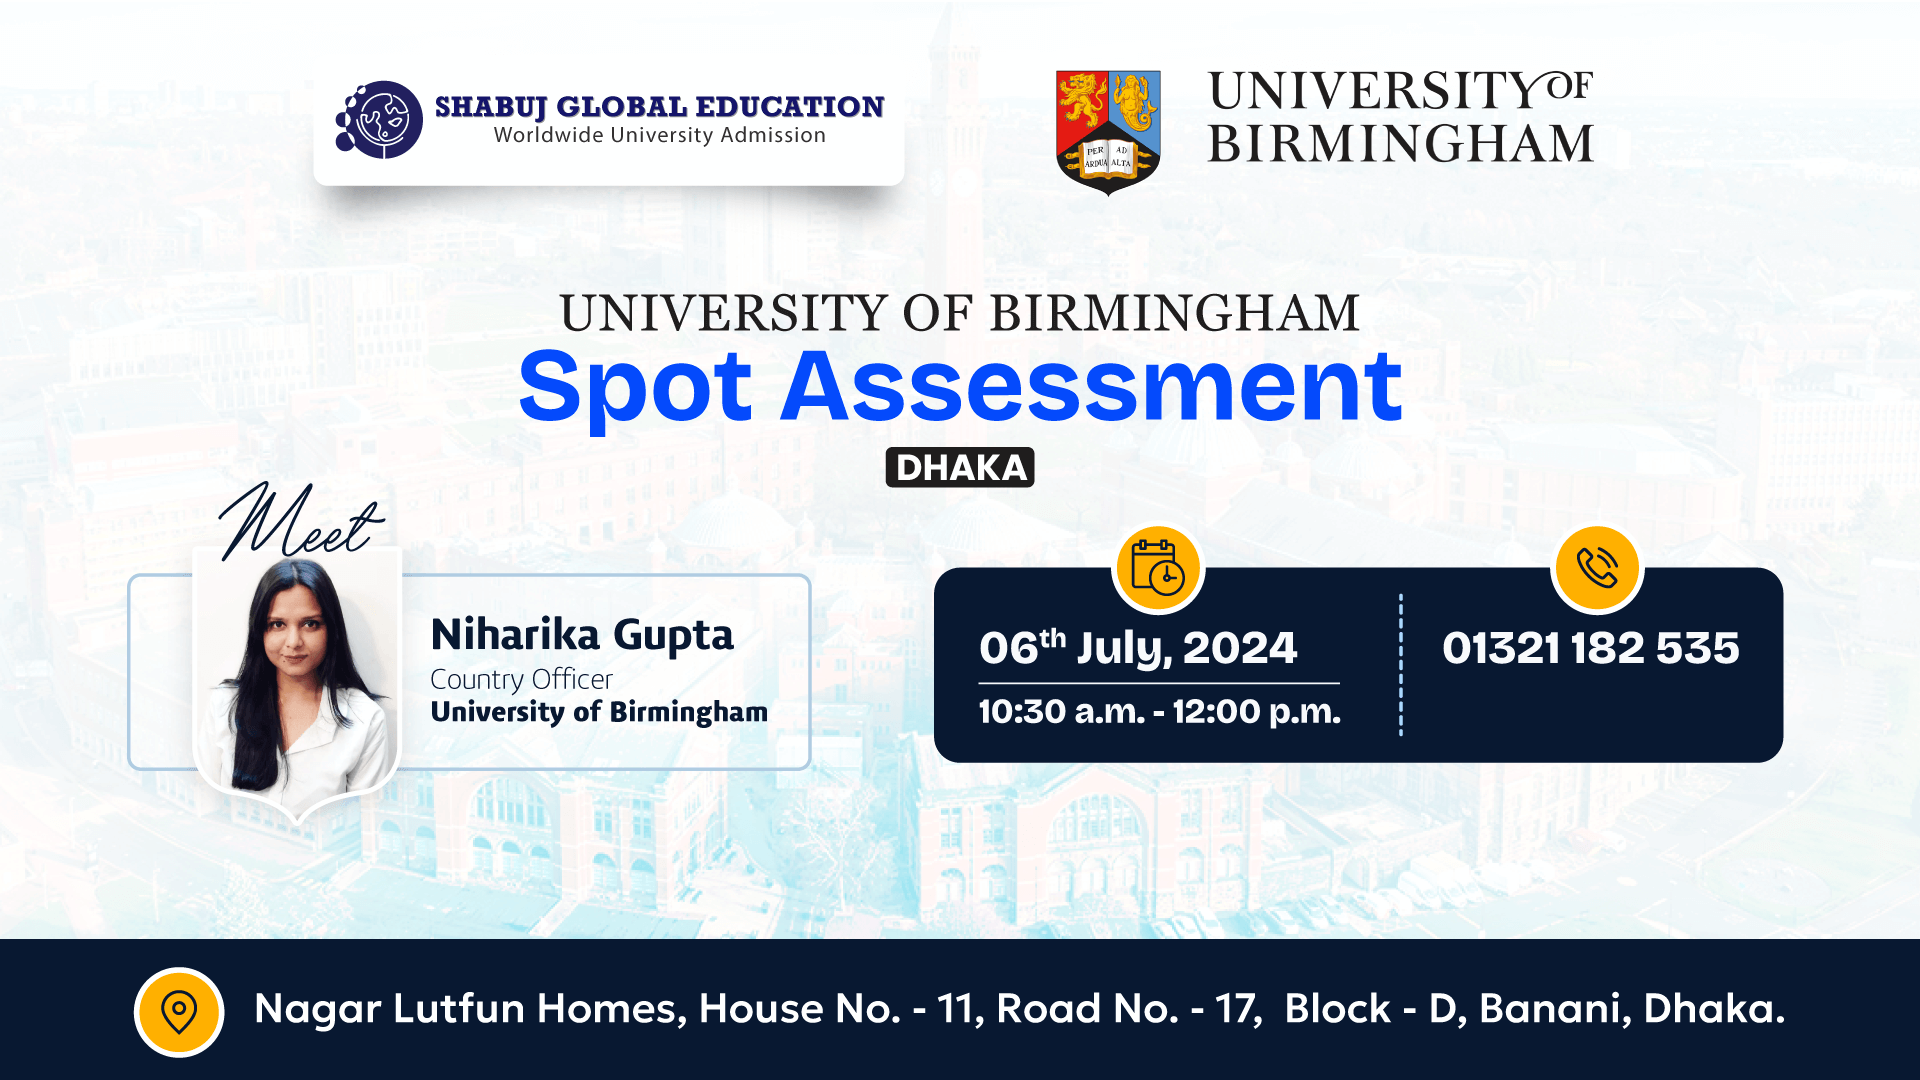 SHABUJ GLOBAL EDUCATION
Worldwide University Admission
PER AD
ARDUA ALTA
UNIVERSITY OF
BIRMINGHAM
UNIVERSITY OF BIRMINGHAM
Spot Assessment
DHAKA
Meet
Niharika Gupta
Country Officer
University of Birmingham
06th July, 2024
10:30 a.m. - 12:00 p.m.
01321 182 535
Nagar Lutfun Homes, House No. - 11, Road No. - 17, Block - D, Banani, Dhaka.